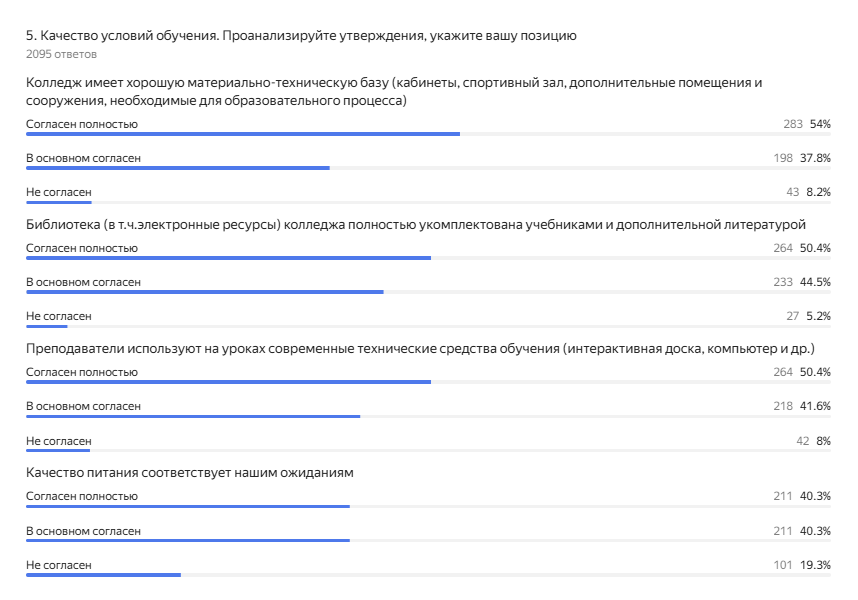 5. Качество условий обучения. Проанализируйте утверждения, укажите вашу позицию
2095 ответов
Колледж имеет хорошую материально-техническую базу (кабинеты, спортивный зал, дополнительные помещения и
сооружения, необходимые для образовательного процесса)
Согласен полностью 283 54%
В основном согласен 198 37.8%
Не согласен 43 8.2%
Библиотека (в т.ч.электронные ресурсы) колледжа полностью укомплектована учебниками и дополнительной литературой
Согласен полностью 264 50.4%
В основном согласен 233 44.5%
Не согласен 27 5.2%
Преподаватели используют на уроках современные технические средства обучения (интерактивная доска, компьютер и др.)
Согласен полностью 264 50.4%
В основном согласен 218 41.6%
Не согласен 42 8%
Качество питания соответствует нашим ожиданиям
Согласен полностью 211 40.3%
В основном согласен 211 40.3%
Не согласен 101 19.3%